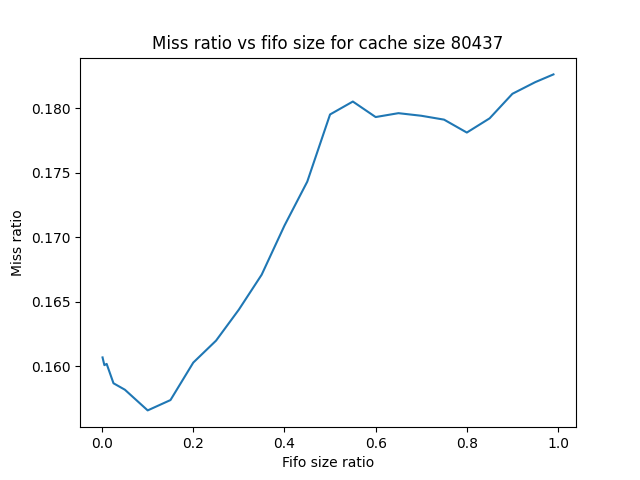 Miss ratio vs fifo size for cache size 80437
0.180
0.175
0.170
0.165
0.160
Miss ratio
0.0 0.2 0.4 0.6 0.8 1.0
Fifo size ratio